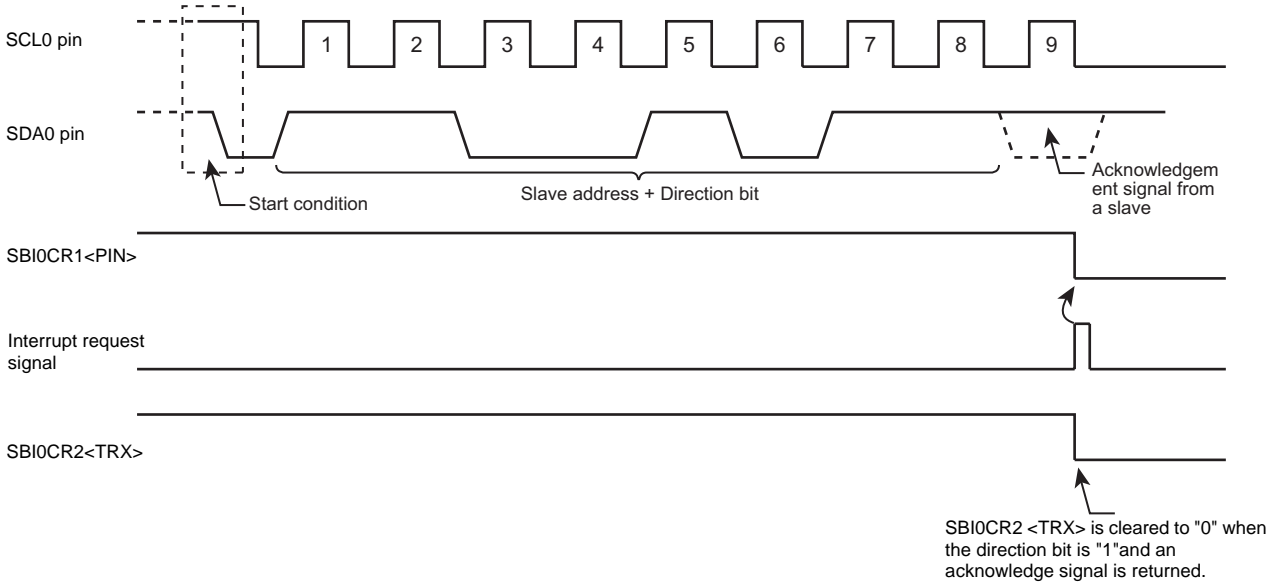 SCL0 pin
1 2 3 4 5 6 7 8 9
SDA0 pin
Start condition
Slave address + Direction bit
Acknowledgem
ent signal from
a slave
SBI0CR1<PIN>
Interrupt request
signal
SBI0CR2<TRX>
SBI0CR2 <TRX> is cleared to "0" when
the direction bit is "1"and an
acknowledge signal is returned.